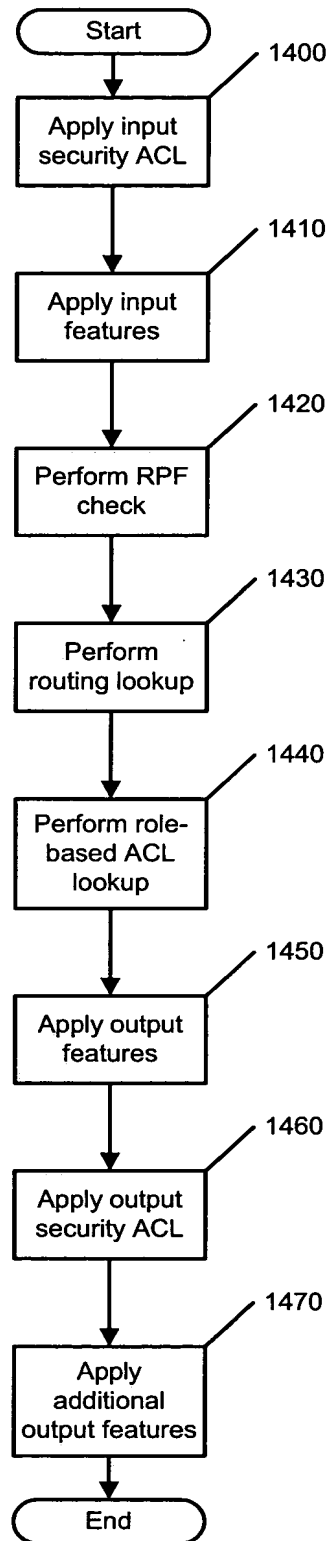 Start
1400
Apply input
security ACL
1410
Apply input
features
1420
Perform RPF
check
1430
Perform
routing lookup
1440
Perform role-
based ACL
lookup
1450
Apply output
features
1460
Apply output
security ACL
1470
Apply
additional
output features
End